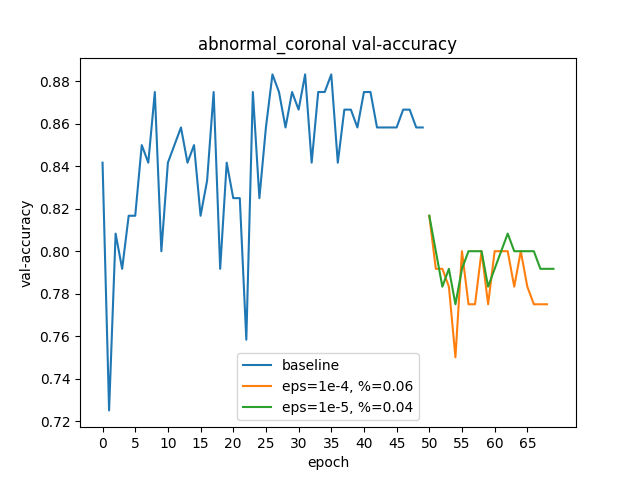 abnormal_coronal val-accuracy
val-accuracy
0.88
0.86
0.84
0.82
0.80
0.78
0.76
0.74
0.72
baseline
eps=1e-4, %=0.06
eps=1e-5, %=0.04
0 5 10 15 20 25 30 35 40 45 50 55 60 65
epoch